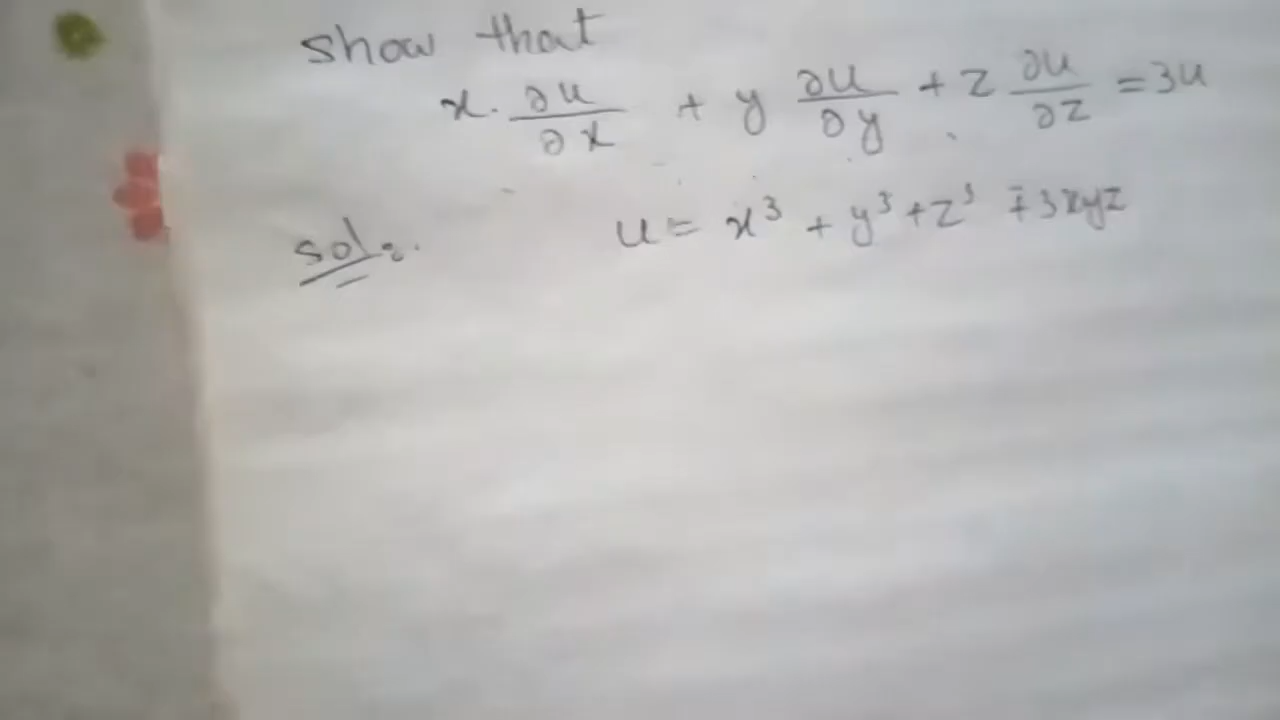 show that
x. ∂u/∂x + y ∂u/∂y + z ∂u/∂z = 3u
Sol. u = x³ + y³ + z³ ∓ 3xyz